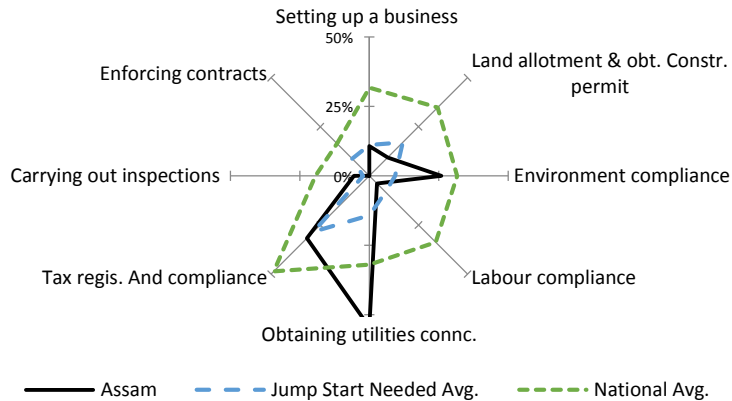 Setting up a business
50%
Land allotment & obt. Constr.
permit
Enforcing contracts
25%
Carrying out inspections
0%
Environment compliance
Tax regis. And compliance
Labour compliance
Obtaining utilities connc.
Assam
Jump Start Needed Avg.
National Avg.